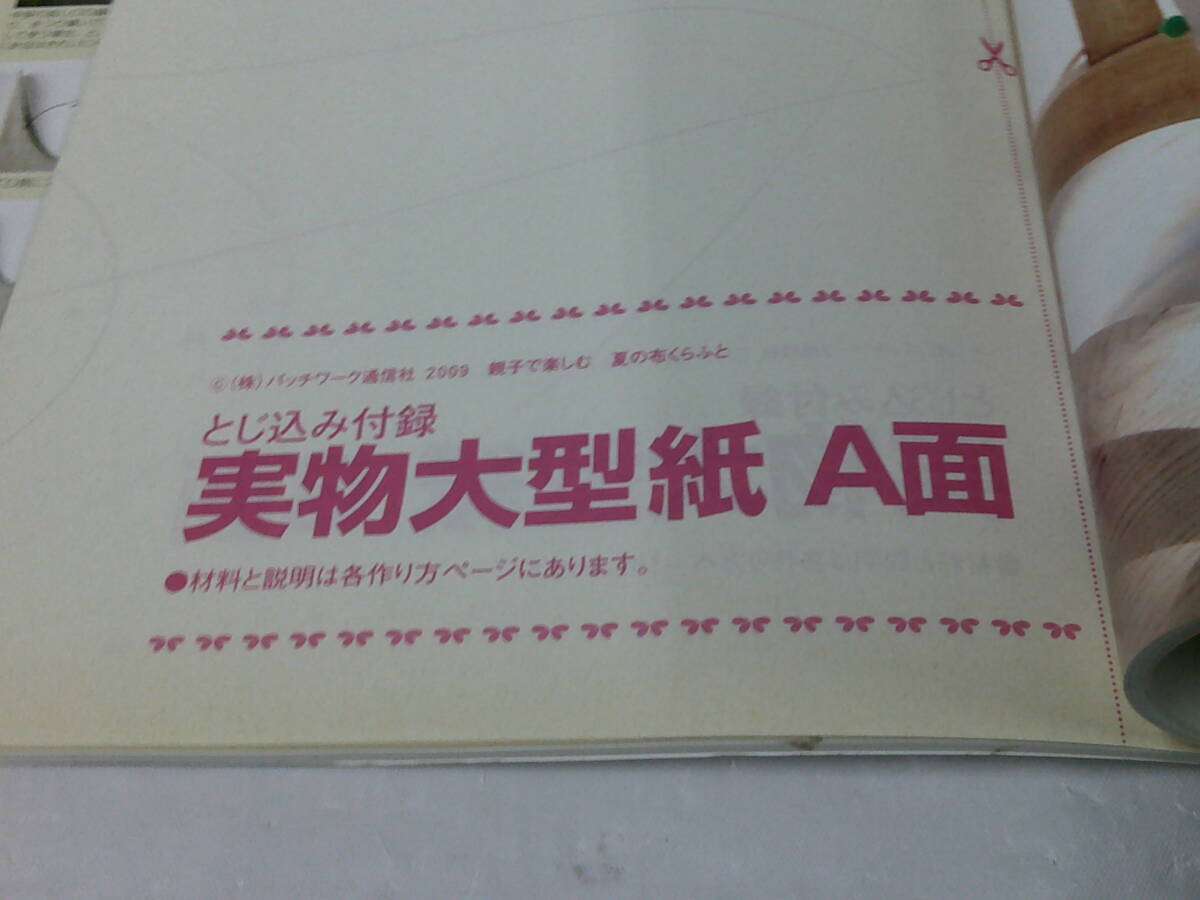 ©(株)パッチワーク通信社 2009 親子で楽しむ 夏の布くらふと
とじ込み付録
実物大型紙 A面
●材料と説明は各作り方ページにあります。